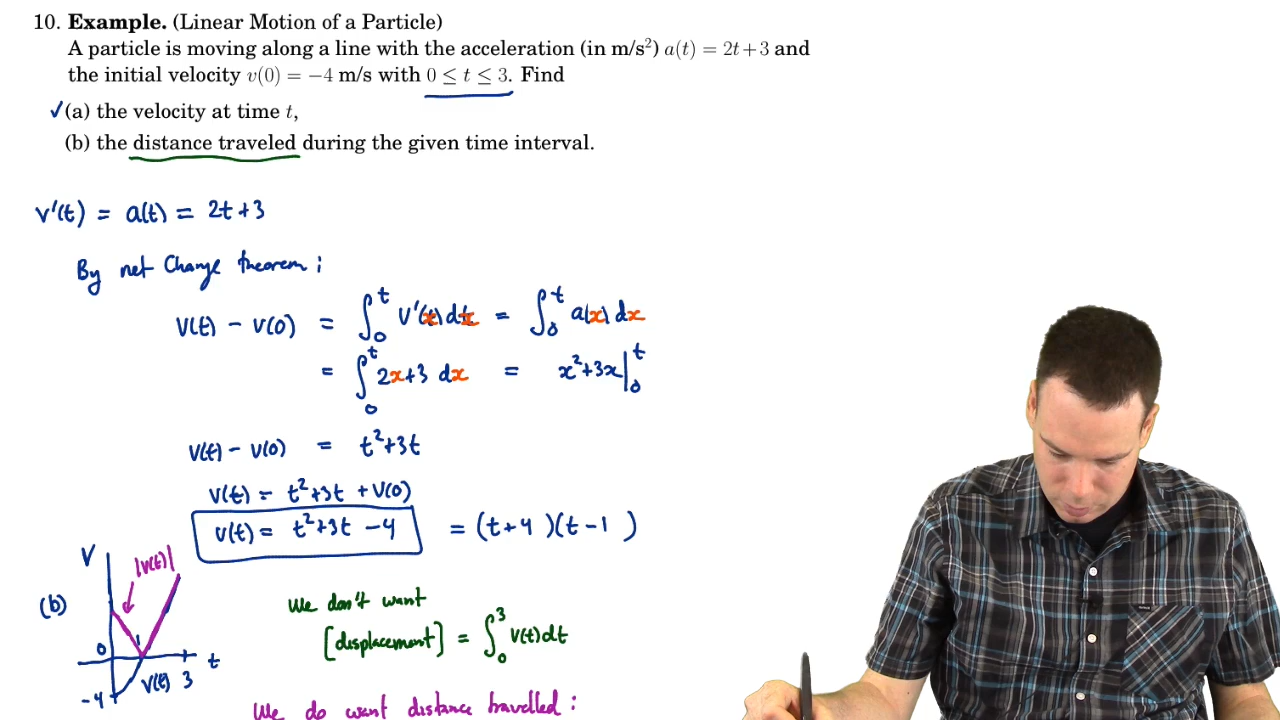 10. Example. (Linear Motion of a Particle)
A particle is moving along a line with the acceleration (in m/s²) a(t) = 2t+3 and
the initial velocity v(0) = −4 m/s with 0 ≤ t ≤ 3. Find
✓(a) the velocity at time t,
(b) the distance traveled during the given time interval.
v'(t) = a(t) = 2t+3
By net Change theorem :
v(t) − v(0) = ∫₀ᵗ v'(x) dx = ∫₀ᵗ a(x) dx
= ∫₀ᵗ 2x+3 dx = x²+3x|₀ᵗ
v(t) − v(0) = t²+3t
v(t) = t²+3t + v(0)
v(t) = t²+3t −4 = (t+4 )(t−1 )
V
|v(t)|
(b)
We don't want
[displacement] = ∫₀³ v(t)dt
0 1
v(t) 3 t
−4
We do want distance travelled :